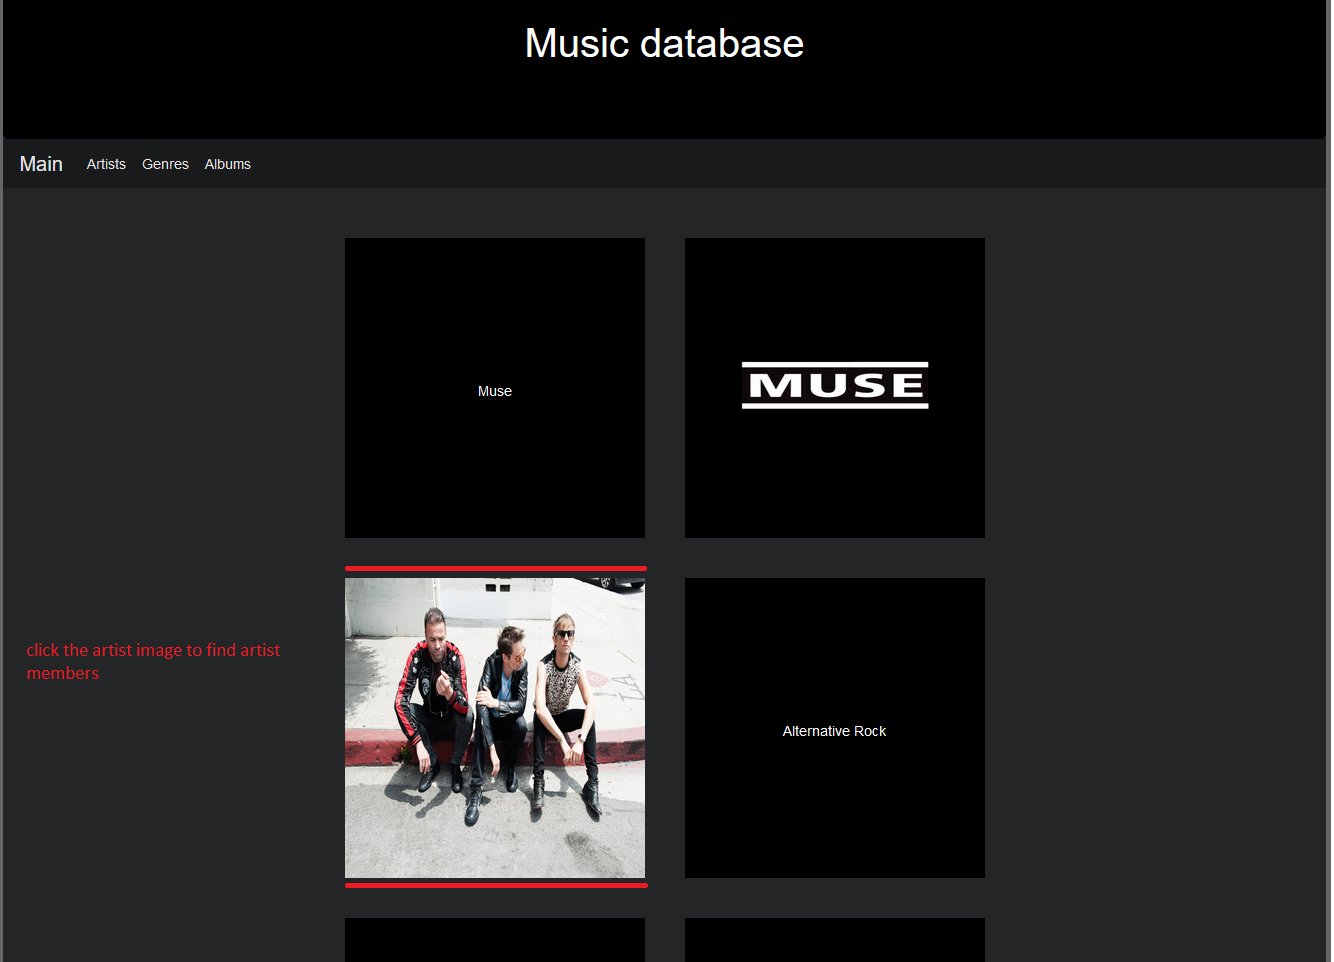 Music database
Main Artists Genres Albums
Muse
MUSE
click the artist image to find artist
members
Alternative Rock